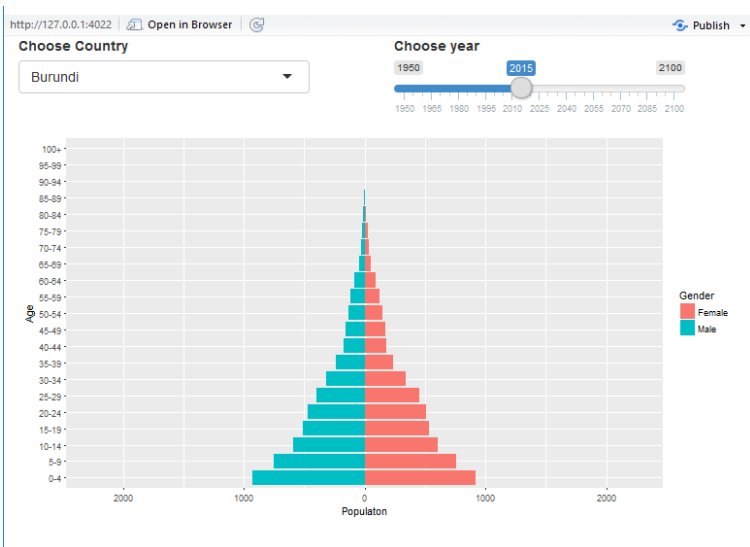 http://127.0.0.1:4022 Open in Browser Publish
Choose Country Choose year
Burundi
1950 2015 2100
1950 1965 1980 1995 2010 2025 2040 2055 2070 2085 2100
100+
95-99
90-94
85-89
80-84
75-79
70-74
65-69
60-64
55-59
50-54
45-49
40-44
35-39
30-34
25-29
20-24
15-19
10-14
5-9
0-4
Age
2000 1000 0 1000 2000
Populaton
Gender
Female
Male